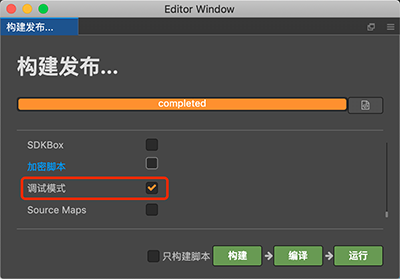 Editor Window
构建发布...
构建发布...
completed
SDKBox
加密脚本
调试模式
Source Maps
只构建脚本 构建 编译 运行